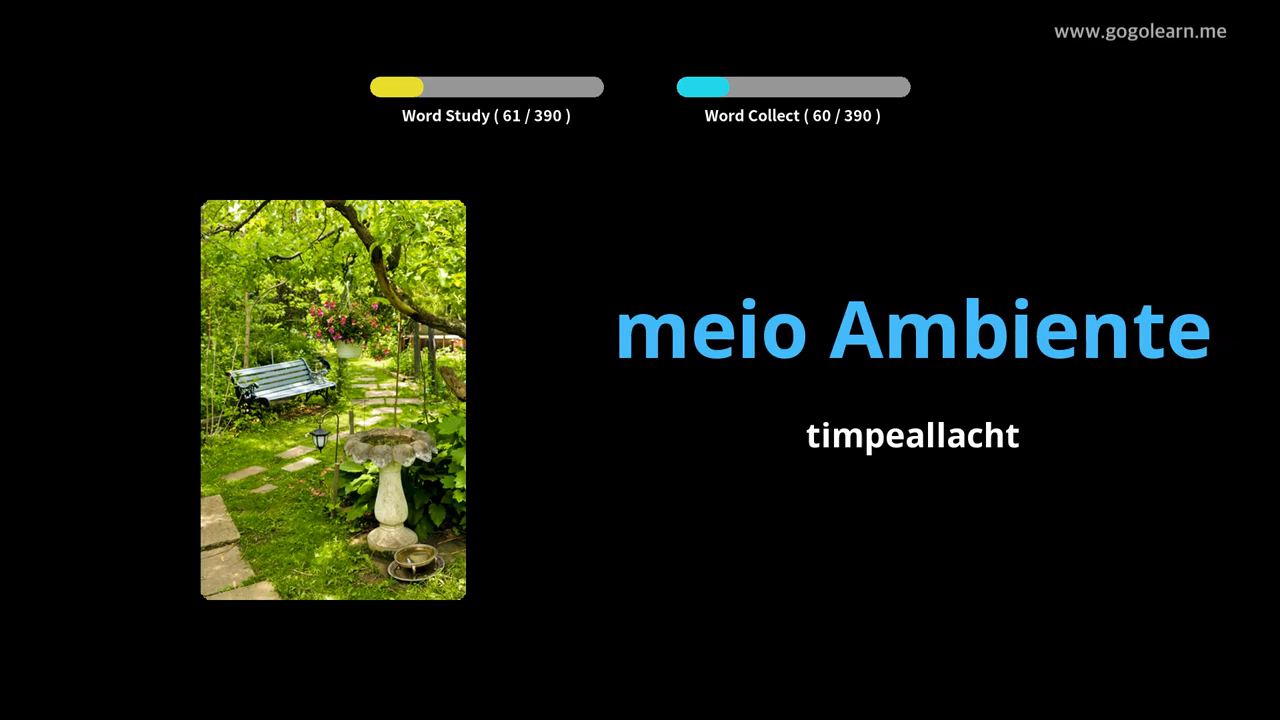 www.gogolearn.me
Word Study ( 61 / 390 )
Word Collect ( 60 / 390 )
meio Ambiente
timpeallacht